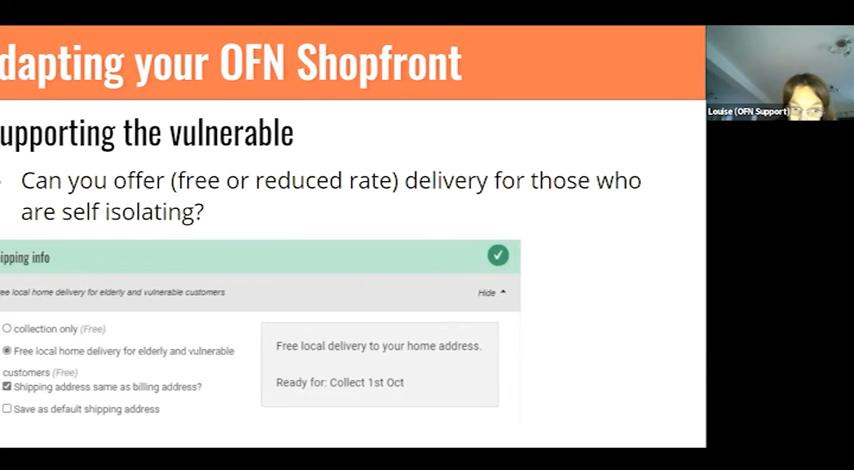 dapting your OFN Shopfront
Louise (OFN Support)
upporting the vulnerable
Can you offer (free or reduced rate) delivery for those who
are self isolating?
ipping info
ree local home delivery for elderly and vulnerable customers
Hide
collection only (Free)
Free local home delivery for elderly and vulnerable
customers (Free)
Shipping address same as billing address?
Save as default shipping address
Free local delivery to your home address.
Ready for: Collect 1st Oct